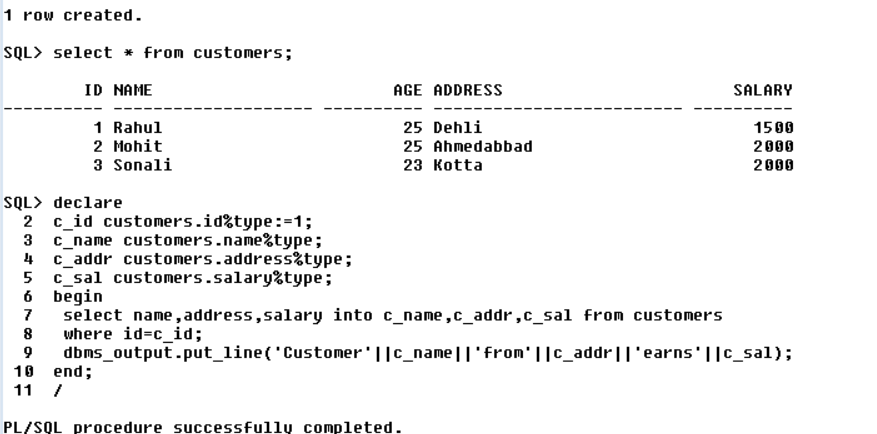 1 row created.
SQL> select * from customers;
ID NAME AGE ADDRESS SALARY
---------- -------------------- ---------- ------------------------- ----------
1 Rahul 25 Dehli 1500
2 Mohit 25 Ahmedabbad 2000
3 Sonali 23 Kotta 2000
SQL> declare
2 c_id customers.id%type:=1;
3 c_name customers.name%type;
4 c_addr customers.address%type;
5 c_sal customers.salary%type;
6 begin
7 select name,address,salary into c_name,c_addr,c_sal from customers
8 where id=c_id;
9 dbms_output.put_line('Customer'||c_name||'from'||c_addr||'earns'||c_sal);
10 end;
11 /
PL/SQL procedure successfully completed.